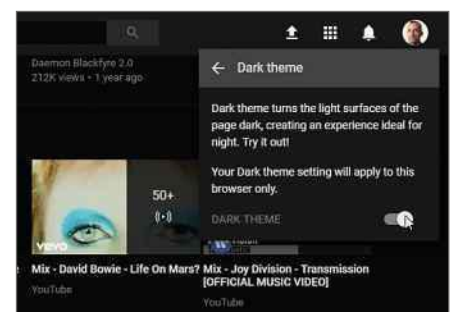 Daemon Blackfyre 2.0
212K views • 1 year ago
← Dark theme
Dark theme turns the light surfaces of the
page dark, creating an experience ideal for
night. Try it out!
Your Dark theme setting will apply to this
browser only.
DARK THEME
50+
vevo
Mix - David Bowie - Life On Mars?
YouTube
Mix - Joy Division - Transmission
[OFFICIAL MUSIC VIDEO]
YouTube